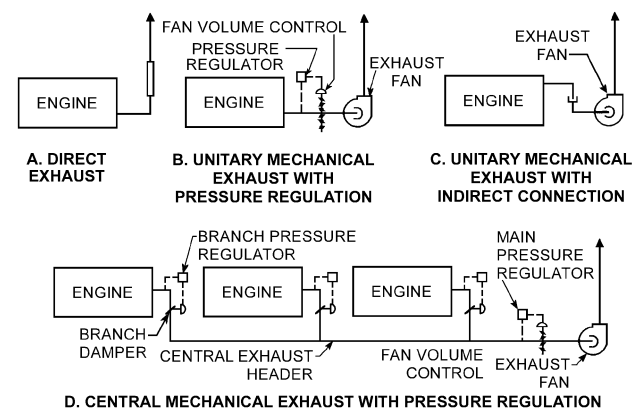 FAN VOLUME CONTROL
PRESSURE
REGULATOR
EXHAUST
FAN
ENGINE
ENGINE
EXHAUST
FAN
ENGINE
A. DIRECT
EXHAUST
B. UNITARY MECHANICAL
EXHAUST WITH
PRESSURE REGULATION
C. UNITARY MECHANICAL
EXHAUST WITH
INDIRECT CONNECTION
BRANCH PRESSURE
REGULATOR
MAIN
PRESSURE
REGULATOR
ENGINE
ENGINE
ENGINE
BRANCH
DAMPER
CENTRAL EXHAUST
HEADER
FAN VOLUME
CONTROL
EXHAUST
FAN
D. CENTRAL MECHANICAL EXHAUST WITH PRESSURE REGULATION